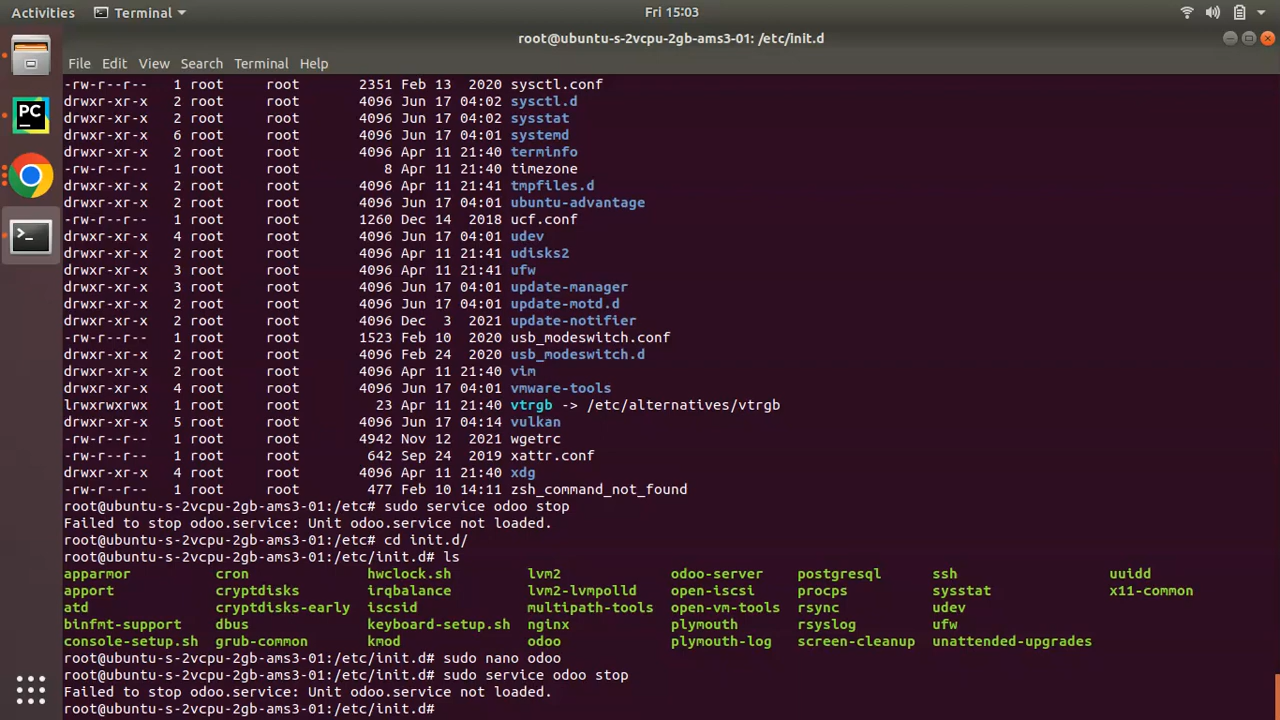 Activities Terminal Fri 15:03
root@ubuntu-s-2vcpu-2gb-ams3-01: /etc/init.d
File Edit View Search Terminal Help
-rw-r--r-- 1 root root 2351 Feb 13 2020 sysctl.conf
drwxr-xr-x 2 root root 4096 Jun 17 04:02 sysctl.d
drwxr-xr-x 2 root root 4096 Jun 17 04:02 sysstat
drwxr-xr-x 6 root root 4096 Jun 17 04:01 systemd
drwxr-xr-x 2 root root 4096 Apr 11 21:40 terminfo
-rw-r--r-- 1 root root 8 Apr 11 21:40 timezone
drwxr-xr-x 2 root root 4096 Apr 11 21:41 tmpfiles.d
drwxr-xr-x 2 root root 4096 Jun 17 04:01 ubuntu-advantage
-rw-r--r-- 1 root root 1260 Dec 14 2018 ucf.conf
drwxr-xr-x 4 root root 4096 Jun 17 04:01 udev
drwxr-xr-x 2 root root 4096 Apr 11 21:41 udisks2
drwxr-xr-x 3 root root 4096 Apr 11 21:41 ufw
drwxr-xr-x 3 root root 4096 Jun 17 04:01 update-manager
drwxr-xr-x 2 root root 4096 Jun 17 04:01 update-motd.d
drwxr-xr-x 2 root root 4096 Dec 3 2021 update-notifier
-rw-r--r-- 1 root root 1523 Feb 10 2020 usb_modeswitch.conf
drwxr-xr-x 2 root root 4096 Feb 24 2020 usb_modeswitch.d
drwxr-xr-x 2 root root 4096 Apr 11 21:40 vim
drwxr-xr-x 4 root root 4096 Jun 17 04:01 vmware-tools
lrwxrwxrwx 1 root root 23 Apr 11 21:40 vtrgb -> /etc/alternatives/vtrgb
drwxr-xr-x 5 root root 4096 Jun 17 04:14 vulkan
-rw-r--r-- 1 root root 4942 Nov 12 2021 wgetrc
-rw-r--r-- 1 root root 642 Sep 24 2019 xattr.conf
drwxr-xr-x 4 root root 4096 Apr 11 21:40 xdg
-rw-r--r-- 1 root root 477 Feb 10 14:11 zsh_command_not_found
root@ubuntu-s-2vcpu-2gb-ams3-01:/etc# sudo service odoo stop
Failed to stop odoo.service: Unit odoo.service not loaded.
root@ubuntu-s-2vcpu-2gb-ams3-01:/etc# cd init.d/
root@ubuntu-s-2vcpu-2gb-ams3-01:/etc/init.d# ls
apparmor cron hwclock.sh lvm2 odoo-server postgresql ssh uuidd
apport cryptdisks irqbalance lvm2-lvmpolld open-iscsi procps sysstat x11-common
atd cryptdisks-early iscsid multipath-tools open-vm-tools rsync udev
binfmt-support dbus keyboard-setup.sh nginx plymouth rsyslog ufw
console-setup.sh grub-common kmod odoo plymouth-log screen-cleanup unattended-upgrades
root@ubuntu-s-2vcpu-2gb-ams3-01:/etc/init.d# sudo nano odoo
root@ubuntu-s-2vcpu-2gb-ams3-01:/etc/init.d# sudo service odoo stop
Failed to stop odoo.service: Unit odoo.service not loaded.
root@ubuntu-s-2vcpu-2gb-ams3-01:/etc/init.d#
PC